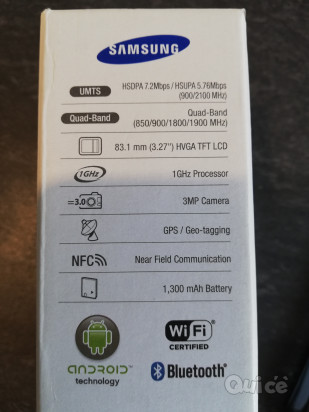 SAMSUNG
UMTS HSDPA 7.2Mbps / HSUPA 5.76Mbps
(900/2100 MHz)
Quad-Band Quad-Band
(850/900/1800/1900 MHz)
83.1 mm (3.27") HVGA TFT LCD
1GHz 1GHz Processor
=3.0 3MP Camera
GPS / Geo-tagging
NFC Near Field Communication
1,300 mAh Battery
ANDROID™
technology
Wi Fi
CERTIFIED
Bluetooth®
Quice